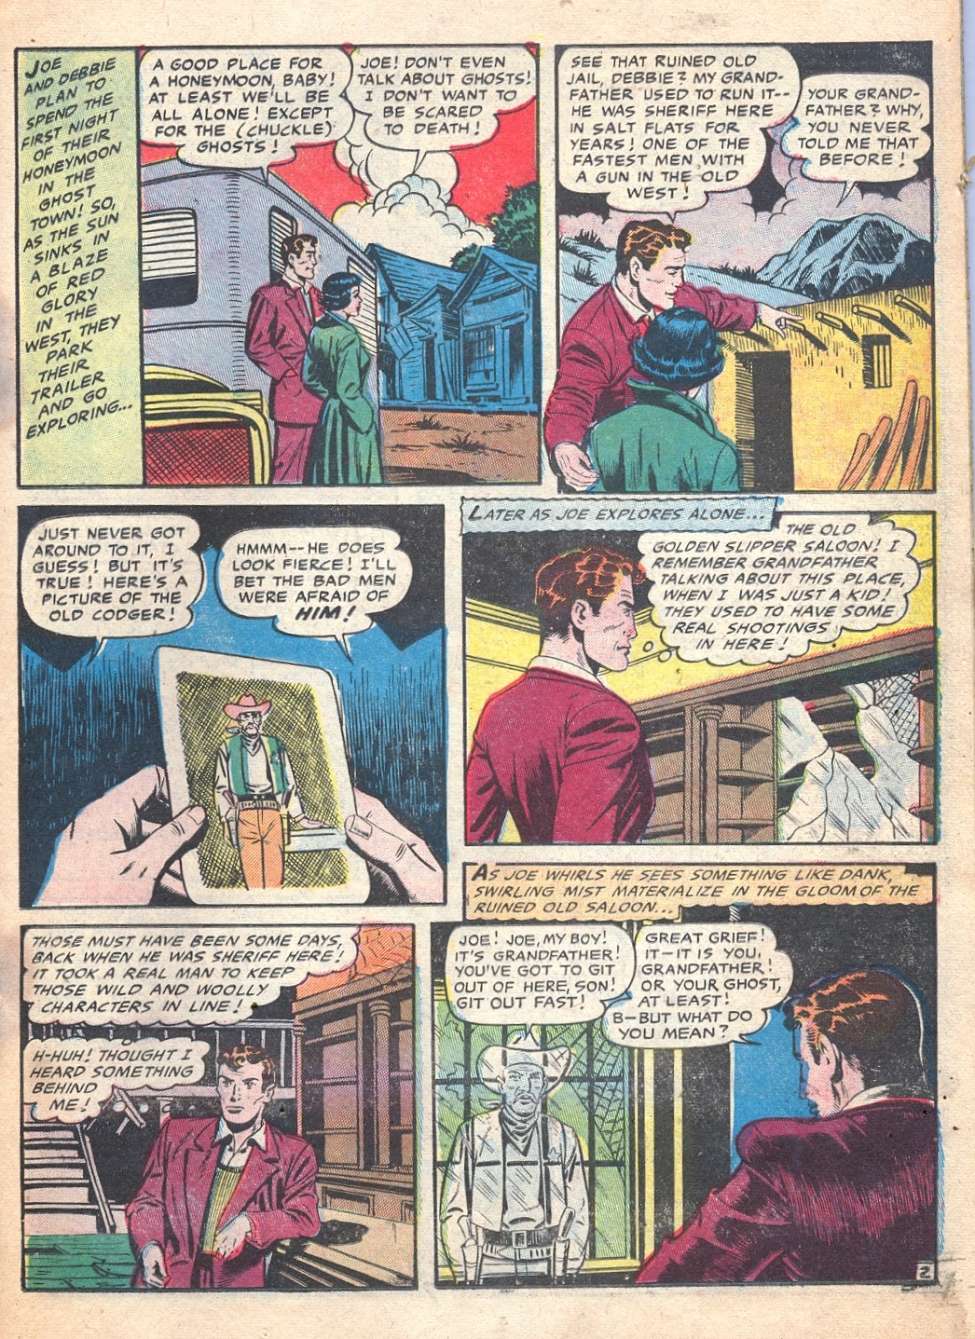 JOE
AND DEBBIE
PLAN TO
SPEND THE
FIRST NIGHT
OF THEIR
HONEYMOON
IN THE
GHOST
TOWN! SO,
AS THE SUN
SINKS IN
A BLAZE
OF RED
GLORY
IN THE
WEST, THEY
PARK
THEIR
TRAILER
AND GO
EXPLORING...
A GOOD PLACE FOR
A HONEYMOON, BABY!
AT LEAST WE'LL BE
ALL ALONE! EXCEPT
FOR THE (CHUCKLE)
GHOSTS!
JOE! DON'T EVEN
TALK ABOUT GHOSTS!
I DON'T WANT TO
BE SCARED
TO DEATH!
SEE THAT RUINED OLD
JAIL, DEBBIE? MY GRAND-
FATHER USED TO RUN IT--
HE WAS SHERIFF HERE
IN SALT FLATS FOR
YEARS! ONE OF THE
FASTEST MEN WITH
A GUN IN THE OLD
WEST!
YOUR GRAND-
FATHER? WHY,
YOU NEVER
TOLD ME THAT
BEFORE!
JUST NEVER GOT
AROUND TO IT, I
GUESS! BUT IT'S
TRUE! HERE'S A
PICTURE OF THE
OLD CODGER!
HMMM--HE DOES
LOOK FIERCE! I'LL
BET THE BAD MEN
WERE AFRAID OF
HIM!
LATER AS JOE EXPLORES ALONE...
THE OLD
GOLDEN SLIPPER SALOON! I
REMEMBER GRANDFATHER
TALKING ABOUT THIS PLACE,
WHEN I WAS JUST A KID!
THEY USED TO HAVE SOME
REAL SHOOTINGS
IN HERE!
THOSE MUST HAVE BEEN SOME DAYS,
BACK WHEN HE WAS SHERIFF HERE!
IT TOOK A REAL MAN TO KEEP
THOSE WILD AND WOOLLY
CHARACTERS IN LINE!
H-HUH! THOUGHT I
HEARD SOMETHING
BEHIND
ME!
AS JOE WHIRLS HE SEES SOMETHING LIKE DANK,
SWIRLING MIST MATERIALIZE IN THE GLOOM OF THE
RUINED OLD SALOON...
JOE! JOE, MY BOY!
IT'S GRANDFATHER!
YOU'VE GOT TO GIT
OUT OF HERE, SON!
GIT OUT FAST!
GREAT GRIEF!
IT--IT IS YOU,
GRANDFATHER!
OR YOUR GHOST,
AT LEAST!
B--BUT WHAT DO
YOU MEAN?
2